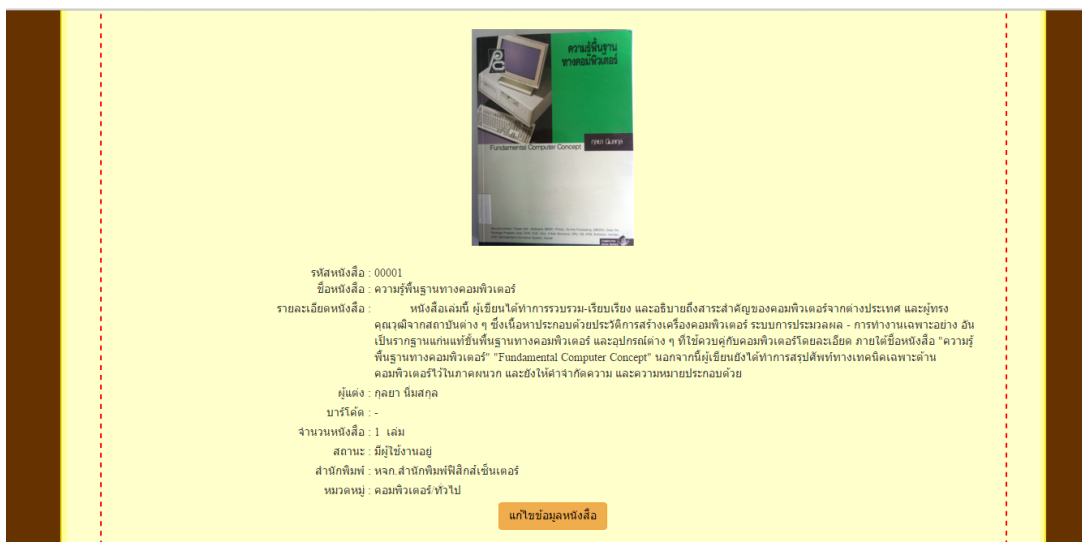 ความรู้พื้นฐาน
ทางคอมพิวเตอร์
Fundamental Computer Concept
รหัสหนังสือ : 00001
ชื่อหนังสือ : ความรู้พื้นฐานทางคอมพิวเตอร์
รายละเอียดหนังสือ : หนังสือเล่มนี้ ผู้เขียนได้ทำการรวบรวม-เรียบเรียง และอธิบายถึงสาระสำคัญของคอมพิวเตอร์จากต่างประเทศ และผู้ทรง
คุณวุฒิจากสถาบันต่าง ๆ ซึ่งเนื้อหาประกอบด้วยประวัติการสร้างเครื่องคอมพิวเตอร์ ระบบการประมวลผล - การทำงานเฉพาะอย่าง อัน
เป็นรากฐานแก่นแท้ขั้นพื้นฐานทางคอมพิวเตอร์ และอุปกรณ์ต่าง ๆ ที่ใช้ควบคู่กับคอมพิวเตอร์โดยละเอียด ภายใต้ชื่อหนังสือ "ความรู้
พื้นฐานทางคอมพิวเตอร์" "Fundamental Computer Concept" นอกจากนี้ผู้เขียนยังได้ทำการสรุปศัพท์ทางเทคนิคเฉพาะด้าน
คอมพิวเตอร์ไว้ในภาคผนวก และยังให้คำจำกัดความ และความหมายประกอบด้วย
ผู้แต่ง : กุลยา นิ่มสกุล
บาร์โค้ด : -
จำนวนหนังสือ : 1 เล่ม
สถานะ : มีผู้ใช้งานอยู่
สำนักพิมพ์ : หจก.สำนักพิมพ์ฟิสิกส์เซ็นเตอร์
หมวดหมู่ : คอมพิวเตอร์/ทั่วไป
แก้ไขข้อมูลหนังสือ